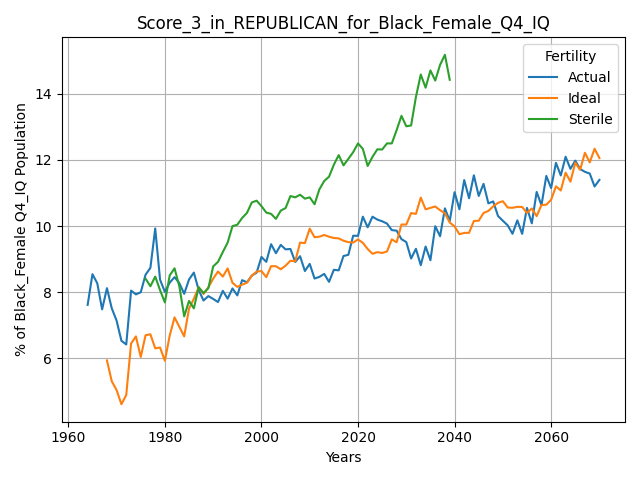 Score_3_in_REPUBLICAN_for_Black_Female_Q4_IQ
% of Black_Female Q4_IQ Population
14
12
10
8
6
Fertility
Actual
Ideal
Sterile
1960 1980 2000 2020 2040 2060
Years